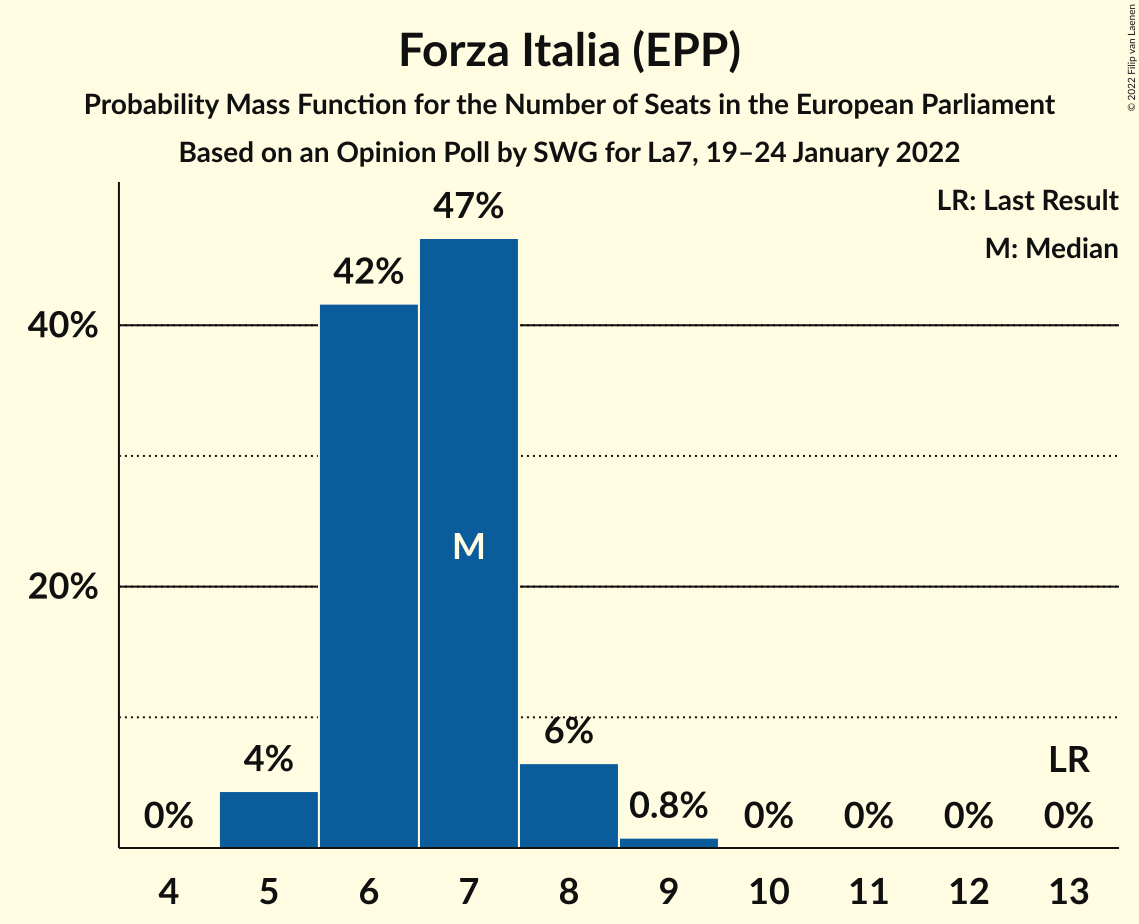 Forza Italia (EPP)
Probability Mass Function for the Number of Seats in the European Parliament
Based on an Opinion Poll by SWG for La7, 19–24 January 2022
© 2022 Filip van Laenen
LR: Last Result
M: Median
47%
42%
40%
M
20%
6%
4%
LR
0.8%
0%
0%
0%
0%
0%
4 5 6 7 8 9 10 11 12 13